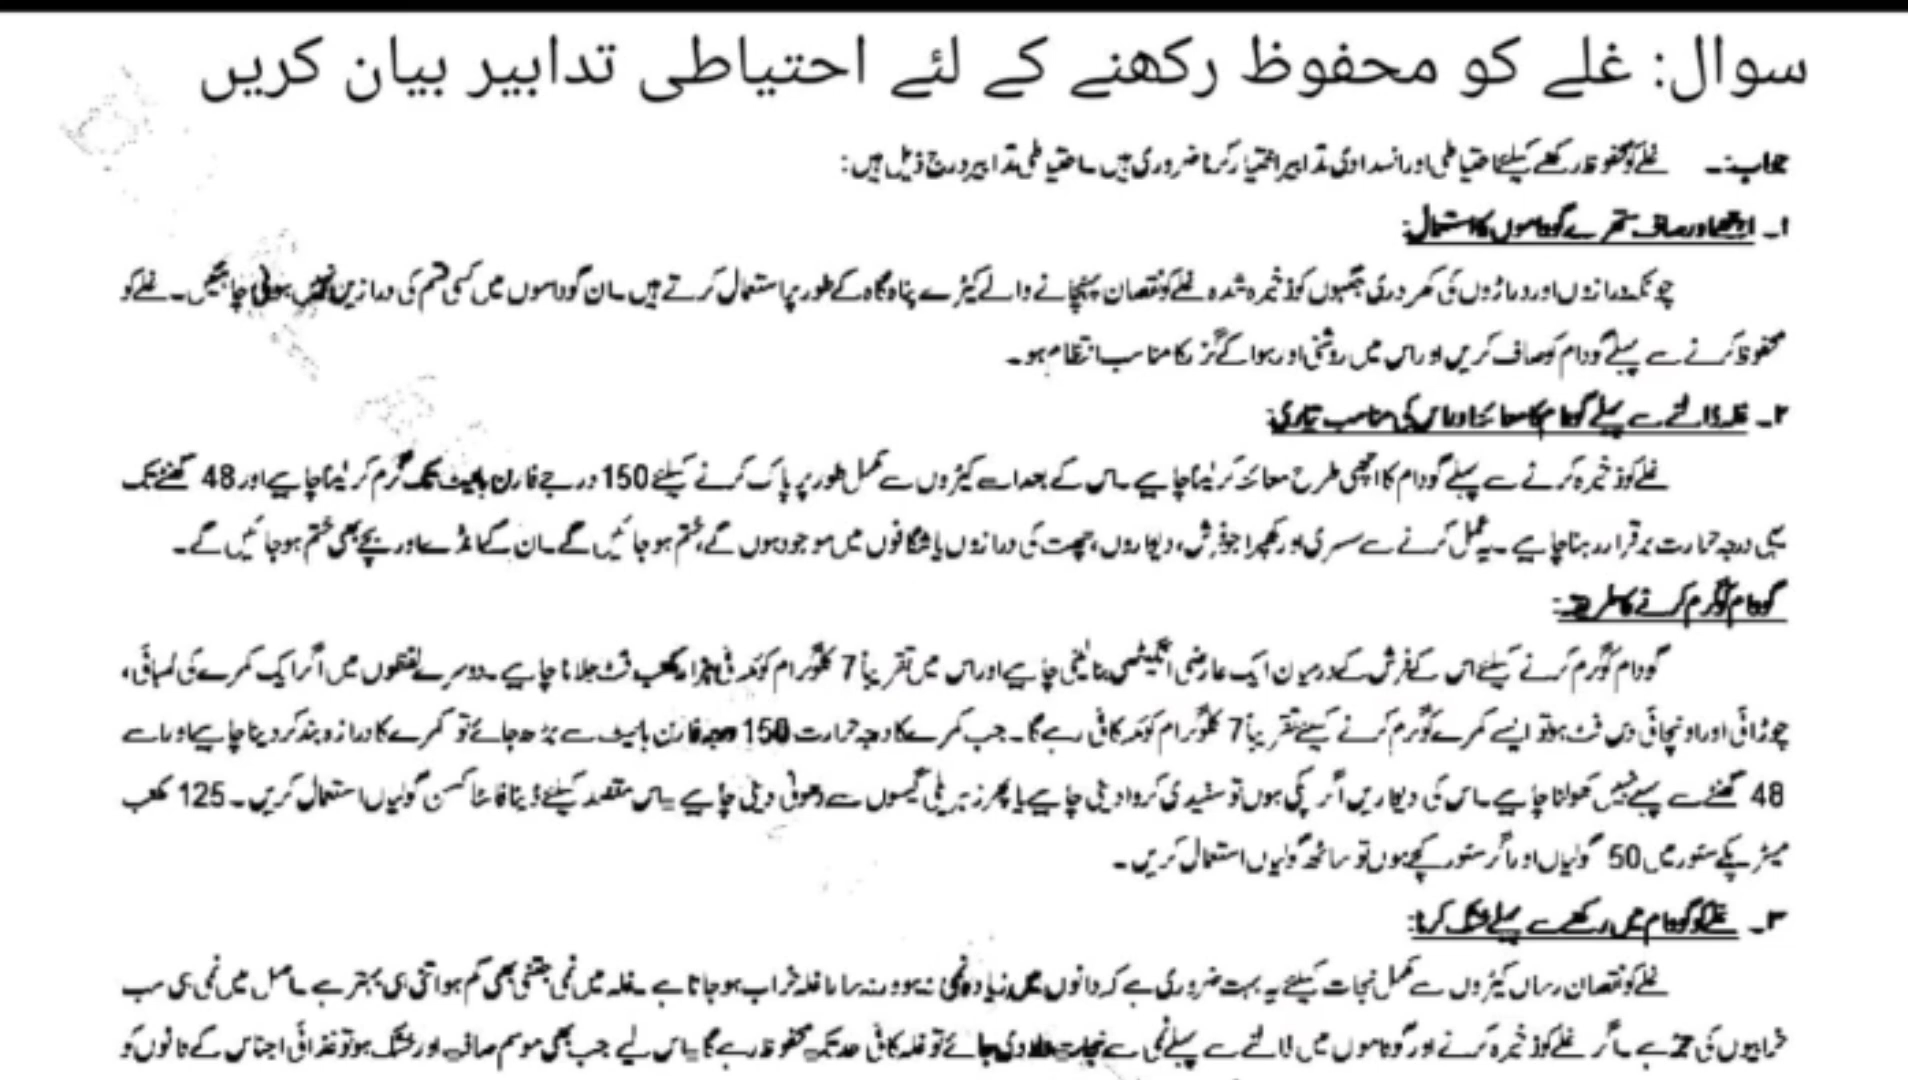 سوال: غلے کو محفوظ رکھنے کے لئے احتیاطی تدابیر بیان کریں
جواب:۔ غلے کو محفوظ رکھنے کیلئے احتیاطی اور انسدادی تدابیر اختیار کرنا ضروری ہیں ۔ احتیاطی تدابیر درج ذیل ہیں:
۱۔ اچھے اور صاف ستھرے گوداموں کا استعمال:
چونکہ درازوں اور دراڑوں کی کھردری جگہوں کو ذخیرہ شدہ غلے کو نقصان پہنچانے والے کیڑے پناہ گاہ کے طور پر استعمال کرتے ہیں ۔ ان گوداموں میں کسی قسم کی درازیں نہیں ہونی چاہئیں ۔ غلے کو
محفوظ کرنے سے پہلے گودام کو صاف کریں اور اس میں روشنی اور ہوا کے گزر کا مناسب انتظام ہو ۔
۲۔ غلہ ڈالنے سے پہلے گودام کا معائنہ اور اس کی مناسب تیاری:
غلے کو ذخیرہ کرنے سے پہلے گودام کا اچھی طرح معائنہ کر لینا چاہیے ۔ اس کے بعد اسے کیڑوں سے مکمل طور پر پاک کرنے کیلئے 150 درجے فارن ہائیٹ تک گرم کر لینا چاہیے اور 48 گھنٹے تک
یہی درجہ حرارت برقرار رہنا چاہیے ۔ یہ عمل کرنے سے سسری اور کھپرا جو فرش ، دیواروں ، چھت کی درازوں یا شگافوں میں موجود ہوں گے ، ختم ہو جائیں گے ۔ ان کے انڈے اور بچے بھی ختم ہو جائیں گے ۔
گودام کو گرم کرنے کا طریقہ:
گودام کو گرم کرنے کیلئے اس کے فرش کے درمیان ایک عارضی انگیٹھی بنا لینی چاہیے اور اس میں تقریباً 7 کلوگرام کوئلہ فی ہزار مکعب فٹ جلانا چاہیے ۔ دوسرے لفظوں میں اگر ایک کمرے کی لمبائی ،
چوڑائی اور اونچائی دس فٹ ہو تو ایسے کمرے کو گرم کرنے کیلئے تقریباً 7 کلوگرام کوئلہ کافی رہے گا ۔ جب کمرے کا درجہ حرارت 150 درجہ فارن ہائیٹ سے بڑھ جائے تو کمرے کا دروازہ بند کر دینا چاہیے اور اسے
48 گھنٹے سے پہلے نہیں کھولنا چاہیے ۔ اس کی دیواریں اگر پکی ہوں تو سفیدی کروا دینی چاہیے یا پھر زہریلی گیسوں سے دھونی دینی چاہیے ۔ اس مقصد کیلئے ڈیٹا فاسٹاکسن گولیاں استعمال کریں ۔ 125 مکعب
میٹر پکے سٹور میں 50 گولیاں اور اگر سٹور کچے ہوں تو ساٹھ گولیاں استعمال کریں ۔
۳۔ غلے کو گودام میں رکھنے سے پہلے خشک کرنا:
غلے کو نقصان رساں کیڑوں سے مکمل نجات کیلئے یہ بہت ضروری ہے کہ دانوں میں زیادہ نمی نہ ہو ورنہ سارا غلہ خراب ہو جاتا ہے ۔ غلہ میں نمی جتنی بھی کم ہو اتنی ہی بہتر ہے ۔ اصل میں نمی ہی سب
خرابیوں کی جڑ ہے ۔ اگر غلے کو ذخیرہ کرنے اور گوداموں میں ڈالنے سے پہلے نمی سے نجات دلا دی جائے تو غلہ کافی حد تک محفوظ رہے گا ۔ اس لیے جب بھی موسم صاف اور خشک ہو تو غذائی اجناس کے دانوں کو